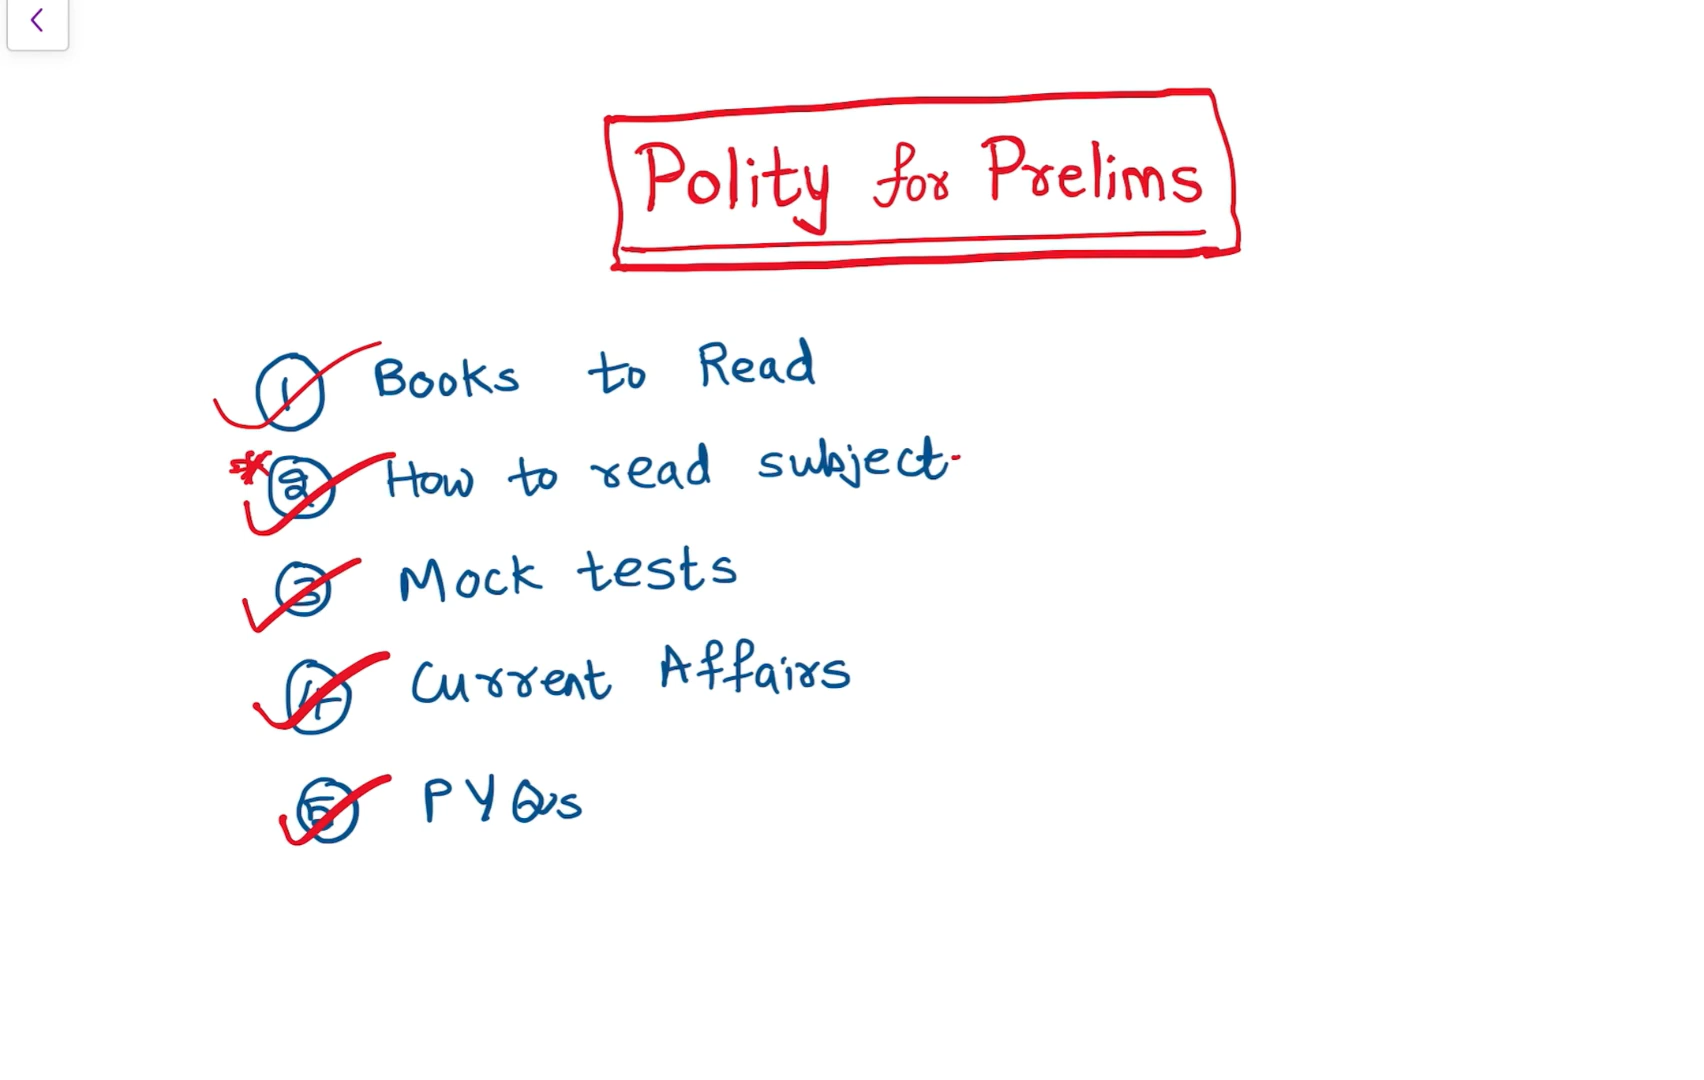 Polity for Prelims
1 Books to Read
* 2 How to read subject.
3 Mock tests
4 Current Affairs
5 PYQs